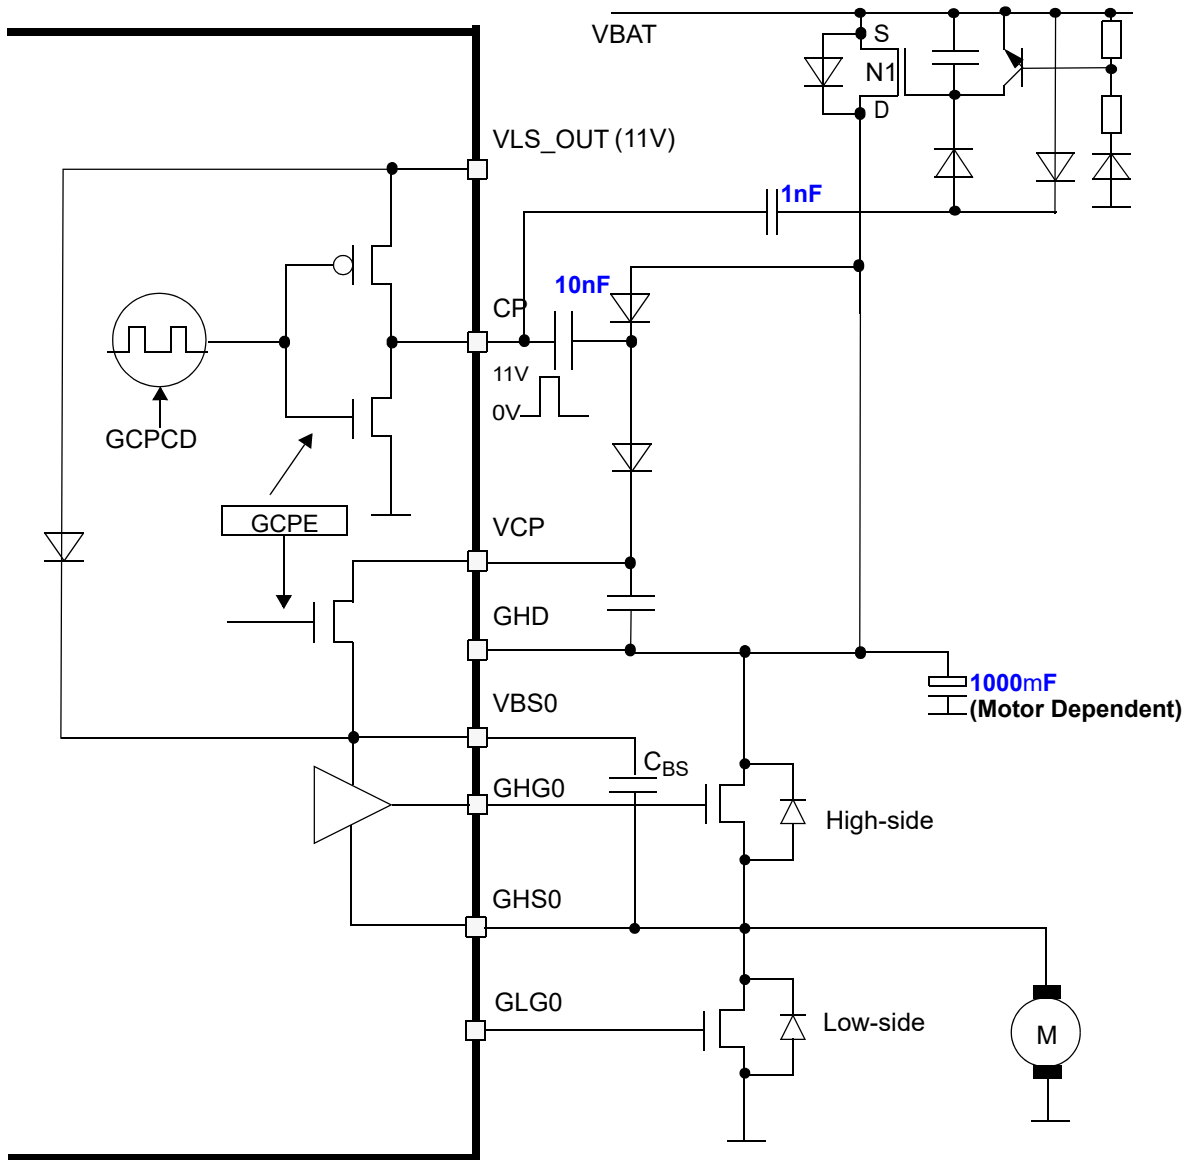 VBAT
S
N1
D
VLS_OUT (11V)
1nF
10nF
CP
11V
0V
GCPCD
GCPE
VCP
GHD
1000mF
(Motor Dependent)
VBS0
CBS
GHG0
High-side
GHS0
GLG0
Low-side
M